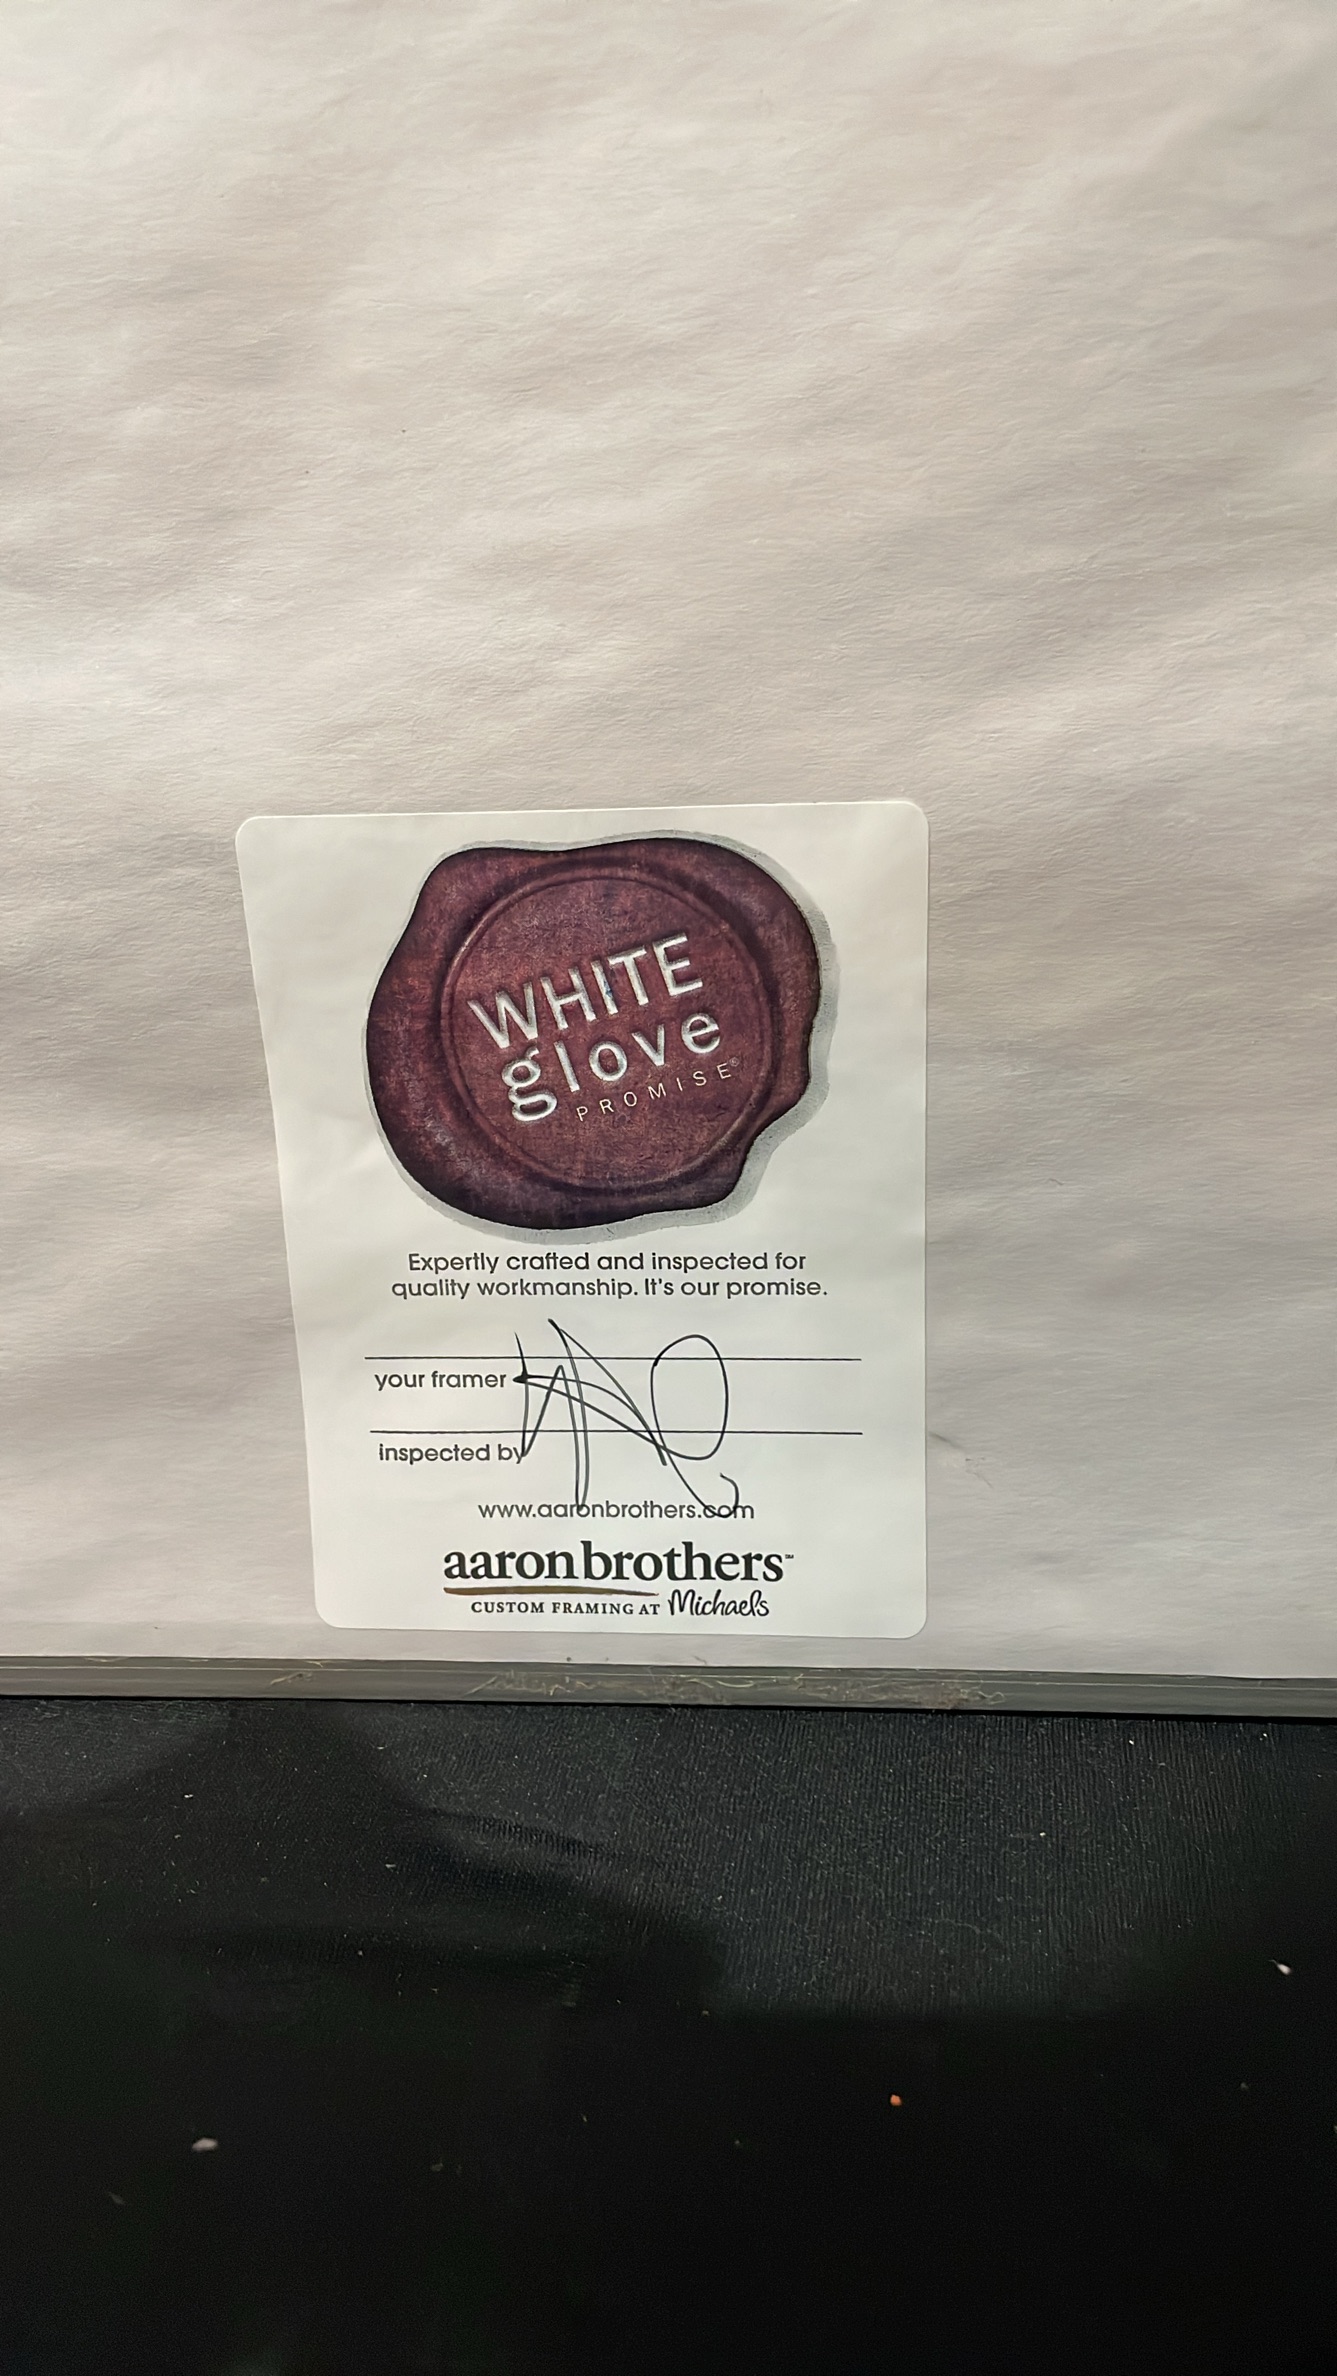 WHITE
glove
PROMISE®
Expertly crafted and inspected for
quality workmanship. It's our promise.
your framer
inspected by
www.aaronbrothers.com
aaronbrothers℠
CUSTOM FRAMING AT Michaels